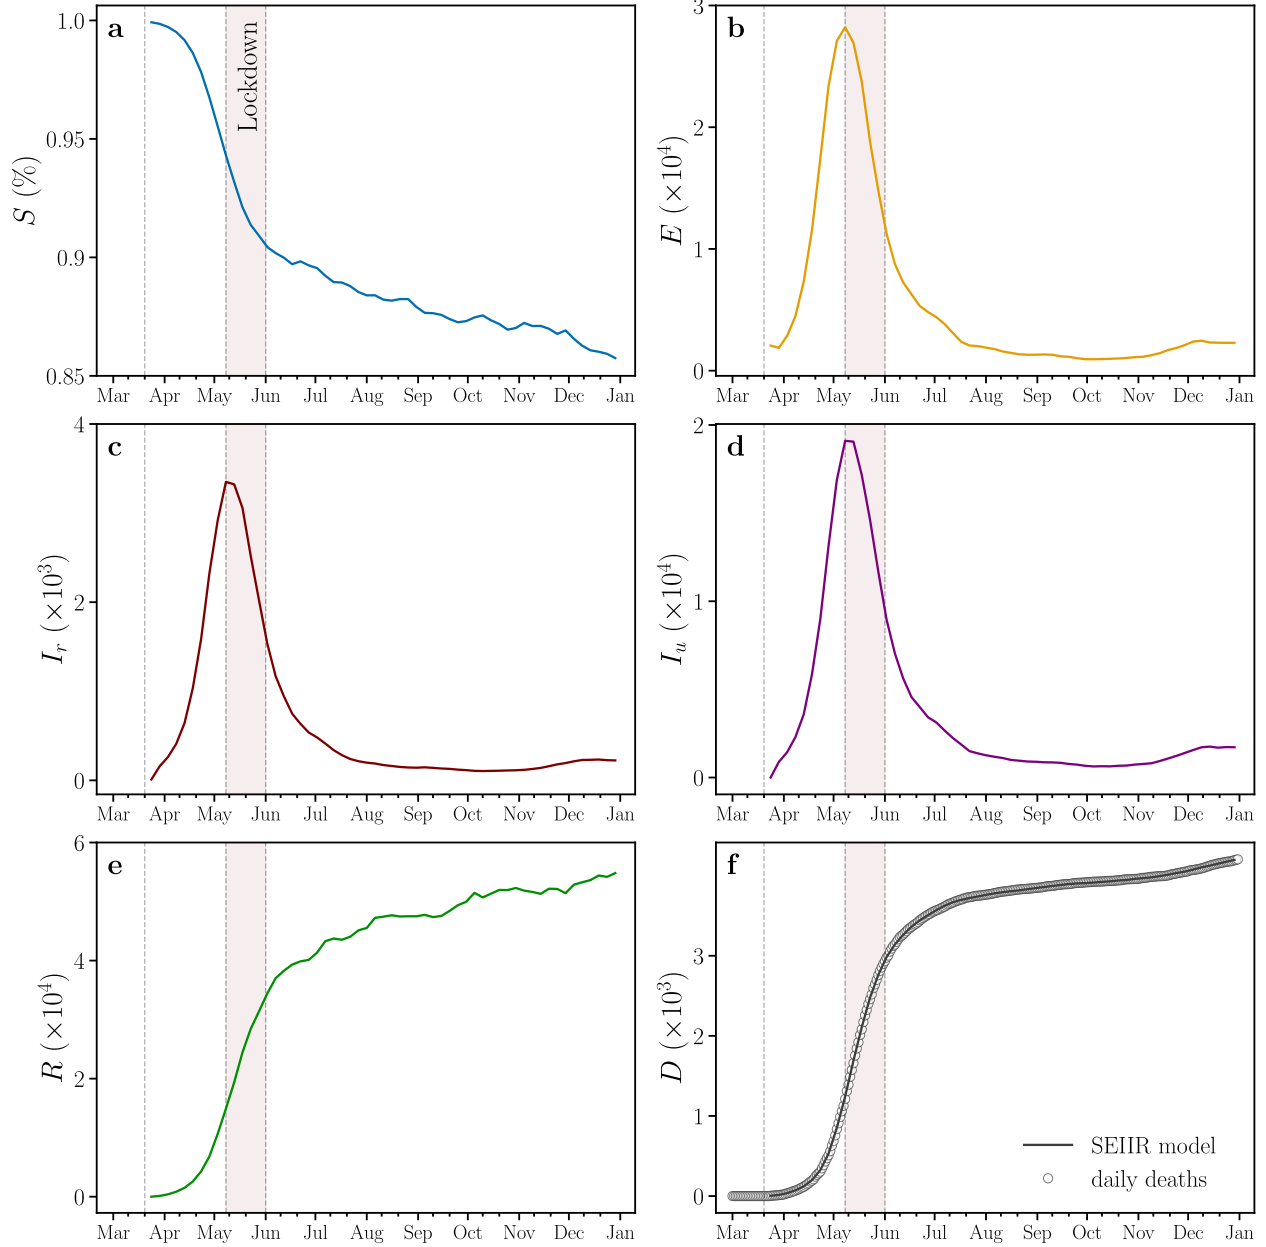 a
Lockdown
S (%)
1.0
0.95
0.9
0.85
Mar Apr May Jun Jul Aug Sep Oct Nov Dec Jan
b
E (×10⁴)
3
2
1
0
Mar Apr May Jun Jul Aug Sep Oct Nov Dec Jan
c
I_r (×10³)
4
2
0
Mar Apr May Jun Jul Aug Sep Oct Nov Dec Jan
d
I_u (×10⁴)
2
1
0
Mar Apr May Jun Jul Aug Sep Oct Nov Dec Jan
e
R (×10⁴)
6
4
2
0
Mar Apr May Jun Jul Aug Sep Oct Nov Dec Jan
f
D (×10³)
3
2
1
0
SEIIR model
daily deaths
Mar Apr May Jun Jul Aug Sep Oct Nov Dec Jan